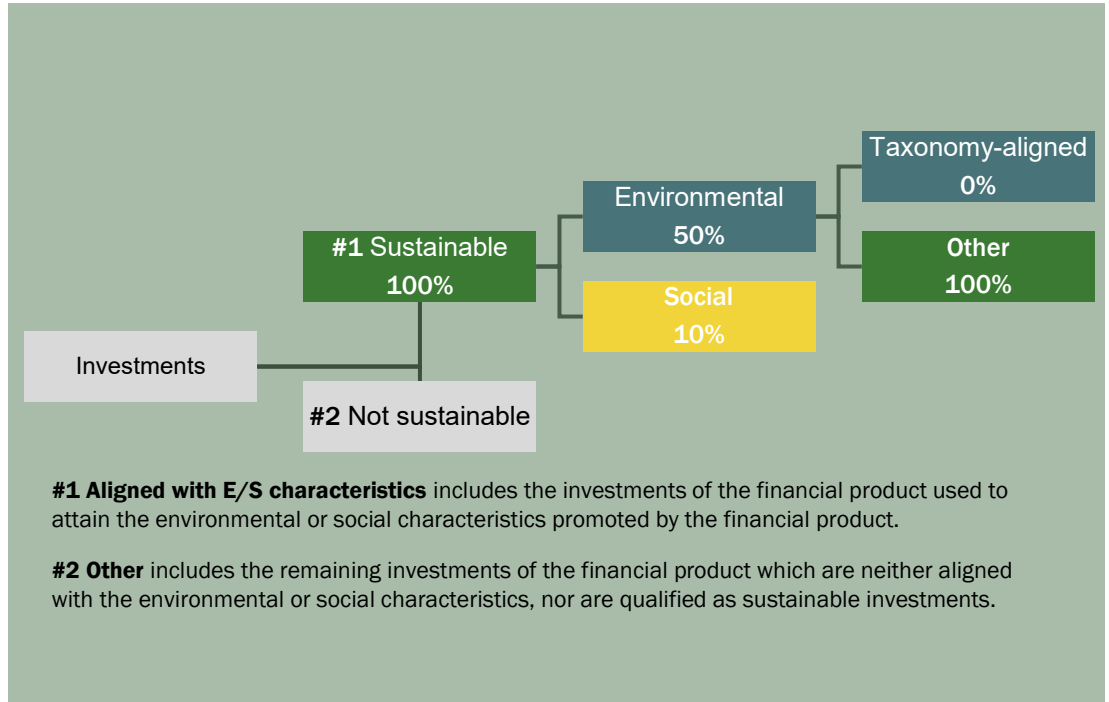 Taxonomy-aligned
0%
Environmental
50%
#1 Sustainable
100%
Other
100%
Social
10%
Investments
#2 Not sustainable
#1 Aligned with E/S characteristics includes the investments of the financial product used to
attain the environmental or social characteristics promoted by the financial product.
#2 Other includes the remaining investments of the financial product which are neither aligned
with the environmental or social characteristics, nor are qualified as sustainable investments.